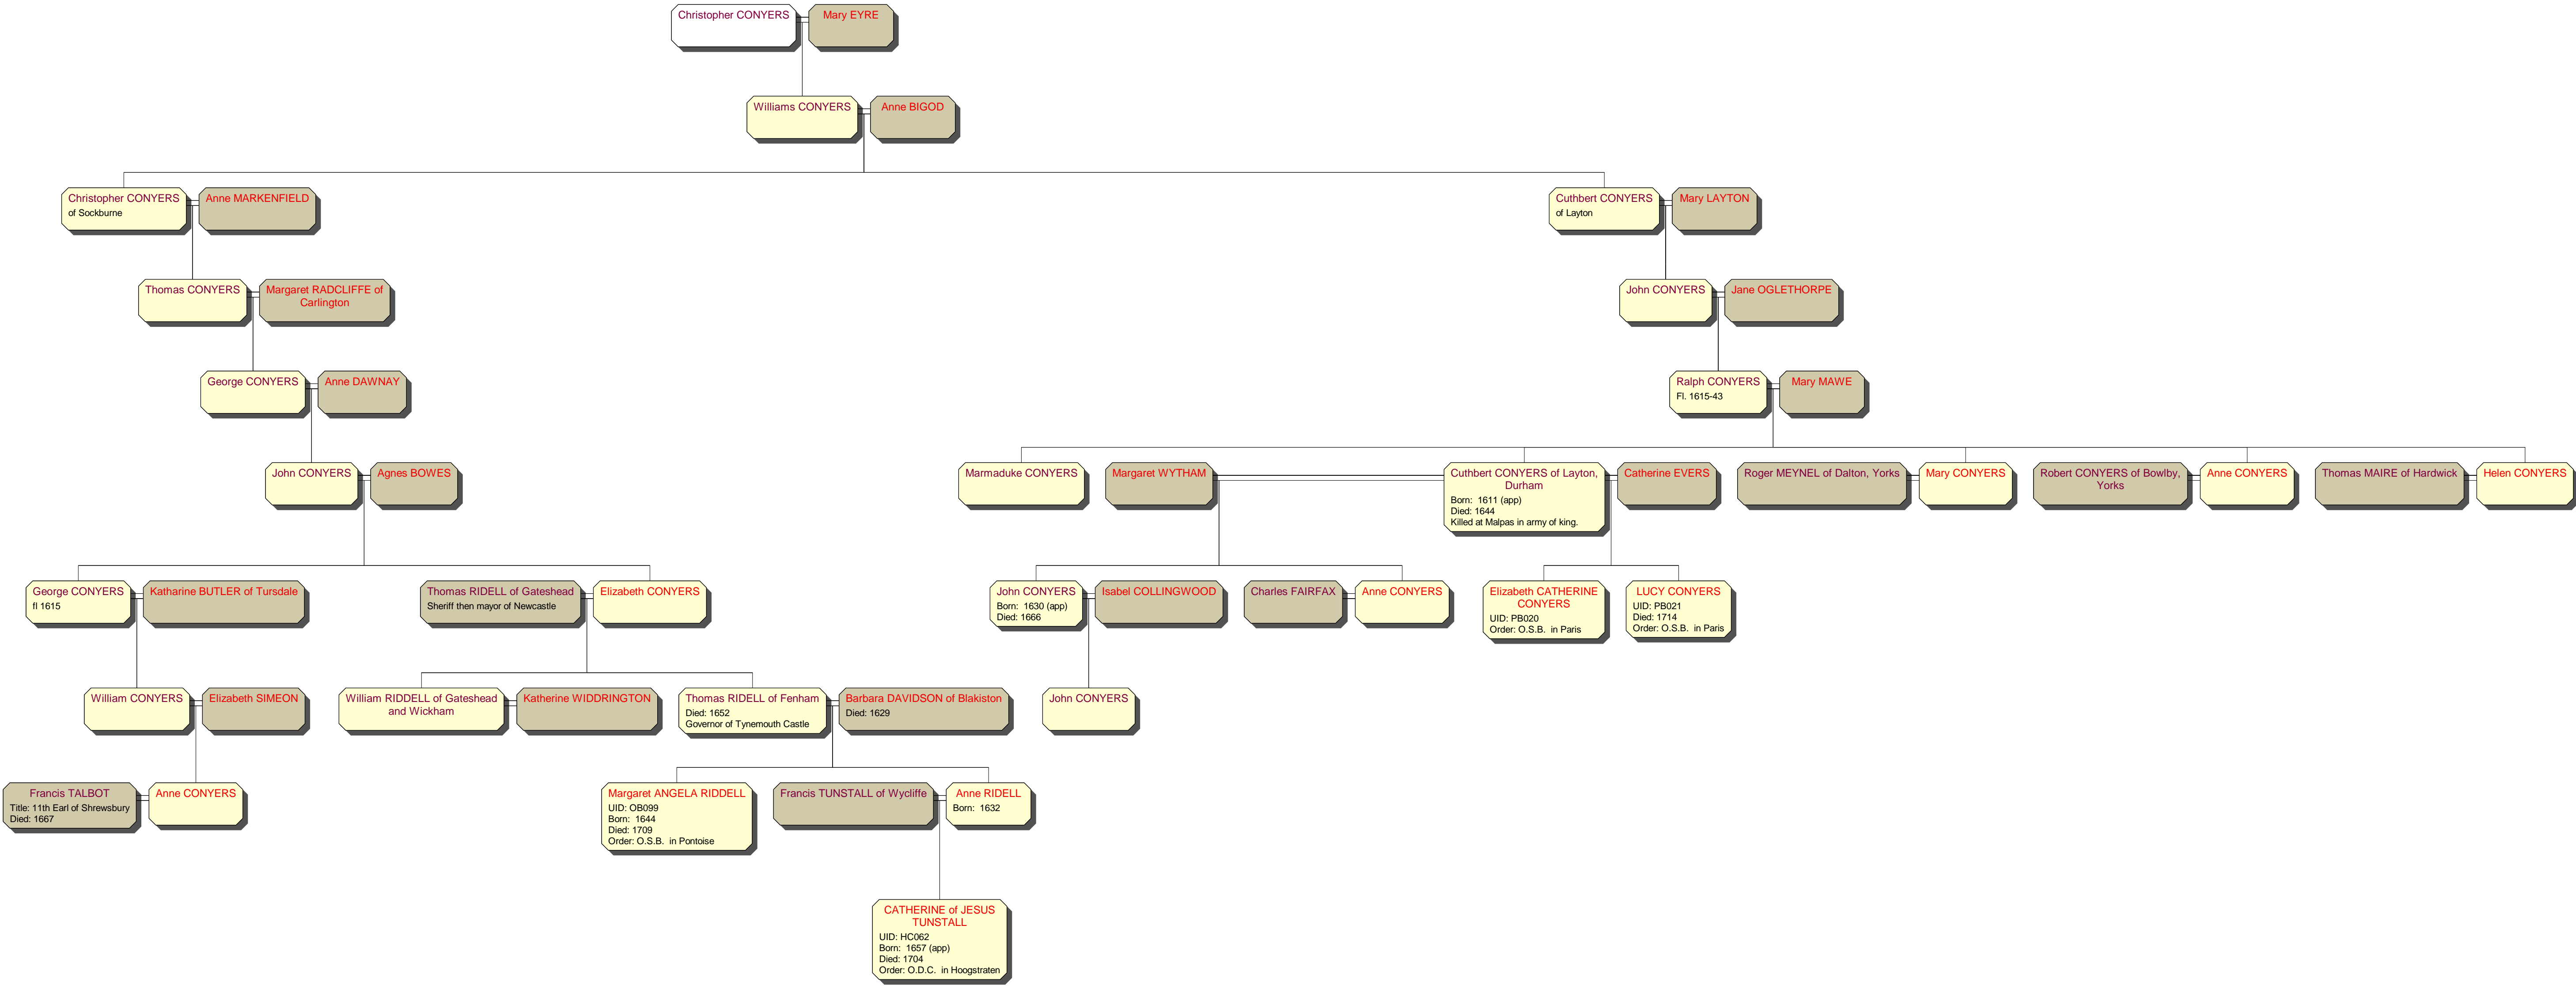 Christopher CONYERS
Mary EYRE
Williams CONYERS
Anne BIGOD
Christopher CONYERS
of Sockburne
Anne MARKENFIELD
Cuthbert CONYERS
of Layton
Mary LAYTON
Thomas CONYERS
Margaret RADCLIFFE of
Carlington
John CONYERS
Jane OGLETHORPE
George CONYERS
Anne DAWNAY
Ralph CONYERS
Fl. 1615-43
Mary MAWE
John CONYERS
Agnes BOWES
Marmaduke CONYERS
Margaret WYTHAM
Cuthbert CONYERS of Layton,
Durham
Born:  1611 (app)
Died: 1644
Killed at Malpas in army of king.
Catherine EVERS
Roger MEYNEL of Dalton, Yorks
Mary CONYERS
Robert CONYERS of Bowlby,
Yorks
Anne CONYERS
Thomas MAIRE of Hardwick
Helen CONYERS
George CONYERS
fl 1615
Katharine BUTLER of Tursdale
Thomas RIDELL of Gateshead
Sheriff then mayor of Newcastle
Elizabeth CONYERS
John CONYERS
Born:  1630 (app)
Died: 1666
Isabel COLLINGWOOD
Charles FAIRFAX
Anne CONYERS
Elizabeth CATHERINE
CONYERS
UID: PB020
Order: O.S.B.  in Paris
LUCY CONYERS
UID: PB021
Died: 1714
Order: O.S.B.  in Paris
William CONYERS
Elizabeth SIMEON
William RIDDELL of Gateshead
and Wickham
Katherine WIDDRINGTON
Thomas RIDELL of Fenham
Died: 1652
Governor of Tynemouth Castle
Barbara DAVIDSON of Blakiston
Died: 1629
John CONYERS
Francis TALBOT
Title: 11th Earl of Shrewsbury
Died: 1667
Anne CONYERS
Margaret ANGELA RIDDELL
UID: OB099
Born:  1644
Died: 1709
Order: O.S.B.  in Pontoise
Francis TUNSTALL of Wycliffe
Anne RIDELL
Born:  1632
CATHERINE of JESUS
TUNSTALL
UID: HC062
Born:  1657 (app)
Died: 1704
Order: O.D.C.  in Hoogstraten